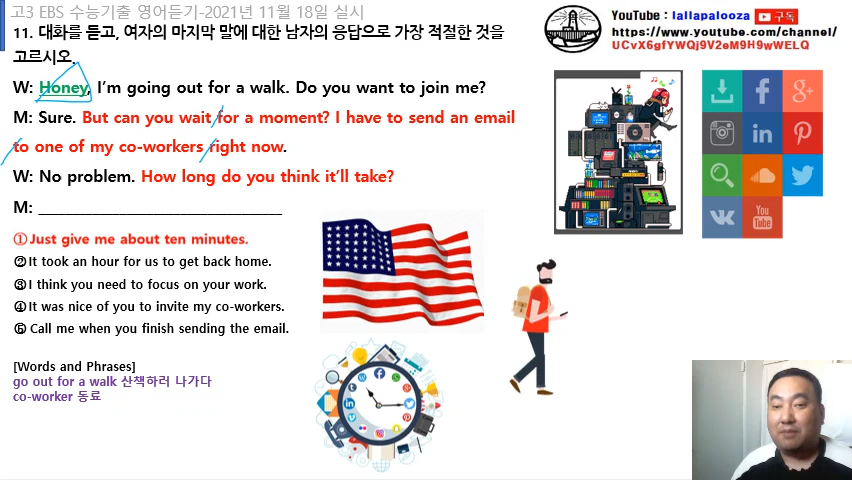 고3 EBS 수능기출 영어듣기-2021년 11월 18일 실시
11. 대화를 듣고, 여자의 마지막 말에 대한 남자의 응답으로 가장 적절한 것을
고르시오.
W: Honey, I'm going out for a walk. Do you want to join me?
M: Sure. But can you wait for a moment? I have to send an email
to one of my co-workers right now.
W: No problem. How long do you think it'll take?
M: ______________________________
① Just give me about ten minutes.
② It took an hour for us to get back home.
③ I think you need to focus on your work.
④ It was nice of you to invite my co-workers.
⑤ Call me when you finish sending the email.
[Words and Phrases]
go out for a walk 산책하러 나가다
co-worker 동료
YouTube : lallapalooza 구독
https://www.youtube.com/channel/
UCvX6gfYWQj9V2eM9H9wWELQ
You
Tube